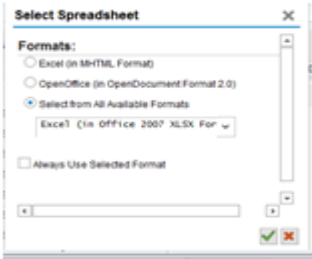 Select Spreadsheet
Formats:
Excel (in MHTML Format)
OpenOffice (in OpenDocument Format 2.0)
Select from All Available Formats
Excel (in Office 2007 XLSX For
Always Use Selected Format